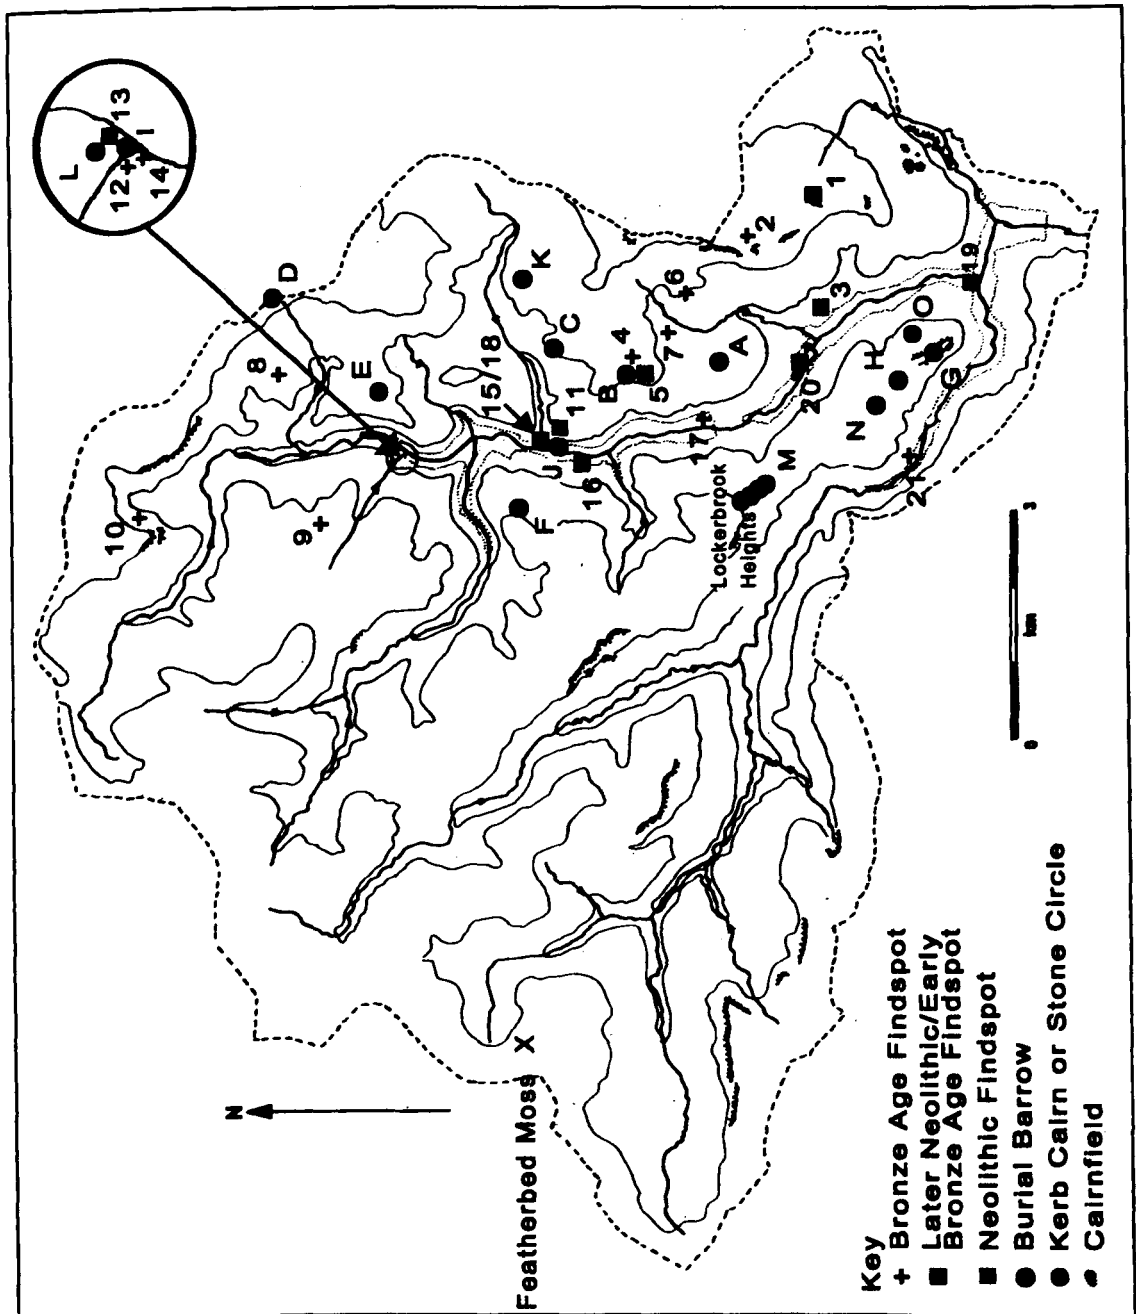 L
13
12
I
14
D
8
E
K
C
15/18
4
6
2
1
B
7
5
11
A
3
19
O
10
9
F
J
16
17
20
H
G
N
M
21
Lockerbrook
Heights
N
Featherbed Moss X
0
km
3
Key
+ Bronze Age Findspot
Later Neolithic/Early
Bronze Age Findspot
Neolithic Findspot
Burial Barrow
Kerb Cairn or Stone Circle
Cairnfield